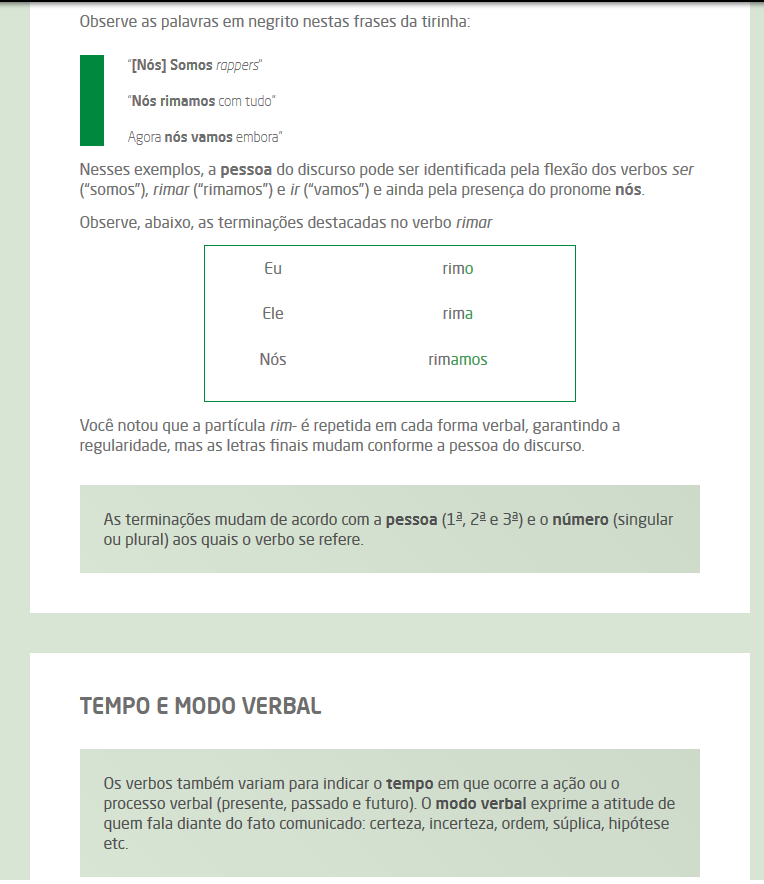 Observe as palavras em negrito nestas frases da tirinha:
“[Nós] Somos rappers”
“Nós rimamos com tudo”
Agora nós vamos embora”
Nesses exemplos, a pessoa do discurso pode ser identificada pela flexão dos verbos ser
(“somos”), rimar (“rimamos”) e ir (“vamos”) e ainda pela presença do pronome nós.
Observe, abaixo, as terminações destacadas no verbo rimar
Eu rimo
Ele rima
Nós rimamos
Você notou que a partícula rim- é repetida em cada forma verbal, garantindo a
regularidade, mas as letras finais mudam conforme a pessoa do discurso.
As terminações mudam de acordo com a pessoa (1ª, 2ª e 3ª) e o número (singular
ou plural) aos quais o verbo se refere.
TEMPO E MODO VERBAL
Os verbos também variam para indicar o tempo em que ocorre a ação ou o
processo verbal (presente, passado e futuro). O modo verbal exprime a atitude de
quem fala diante do fato comunicado: certeza, incerteza, ordem, súplica, hipótese
etc.